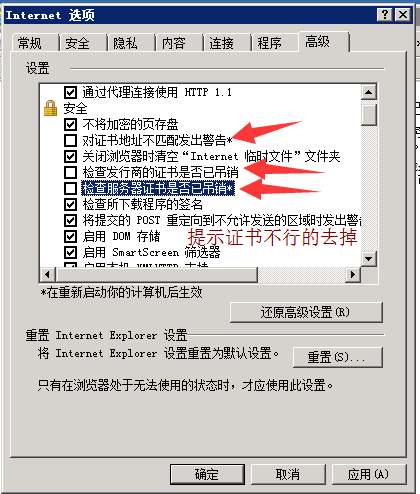 Internet 选项
常规 安全 隐私 内容 连接 程序 高级
设置
通过代理连接使用 HTTP 1.1
安全
不将加密的页存盘
对证书地址不匹配发出警告*
关闭浏览器时清空“Internet 临时文件”文件夹
检查发行商的证书是否已吊销
检查服务器证书是否已吊销*
检查所下载程序的签名
将提交的 POST 重定向到不允许发送的区域时发出警告
启用 DOM 存储
提示证书不行的去掉
启用 SmartScreen 筛选器
启用本机 XMLHTTP 支持
*在重新启动你的计算机后生效
还原高级设置(R)
重置 Internet Explorer 设置
将 Internet Explorer 设置重置为默认设置。
重置(S)...
只有在浏览器处于无法使用的状态时，才应使用此设置。
确定 取消 应用(A)